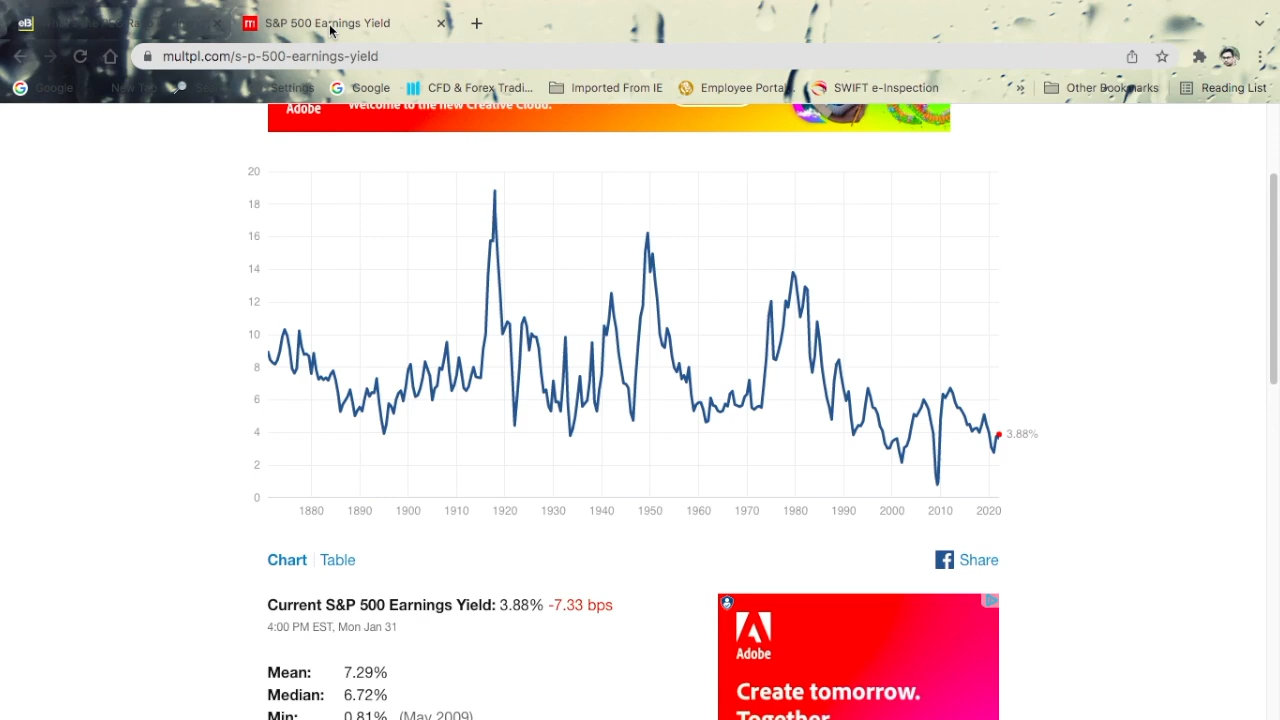 S&P 500 Earnings Yield
multpl.com/s-p-500-earnings-yield
Google New Tab Settings Google CFD & Forex Tradi... Imported From IE Employee Porta SWIFT e-Inspection » Other Bookmarks Reading List
Adobe
Welcome to the new Creative Cloud.
20
18
16
14
12
10
8
6
4
2
0
3.88%
1880 1890 1900 1910 1920 1930 1940 1950 1960 1970 1980 1990 2000 2010 2020
Chart Table
Share
Current S&P 500 Earnings Yield: 3.88% -7.33 bps
4:00 PM EST, Mon Jan 31
Mean: 7.29%
Median: 6.72%
Min: 0.81% (May 2009)
Adobe
Create tomorrow.
Together